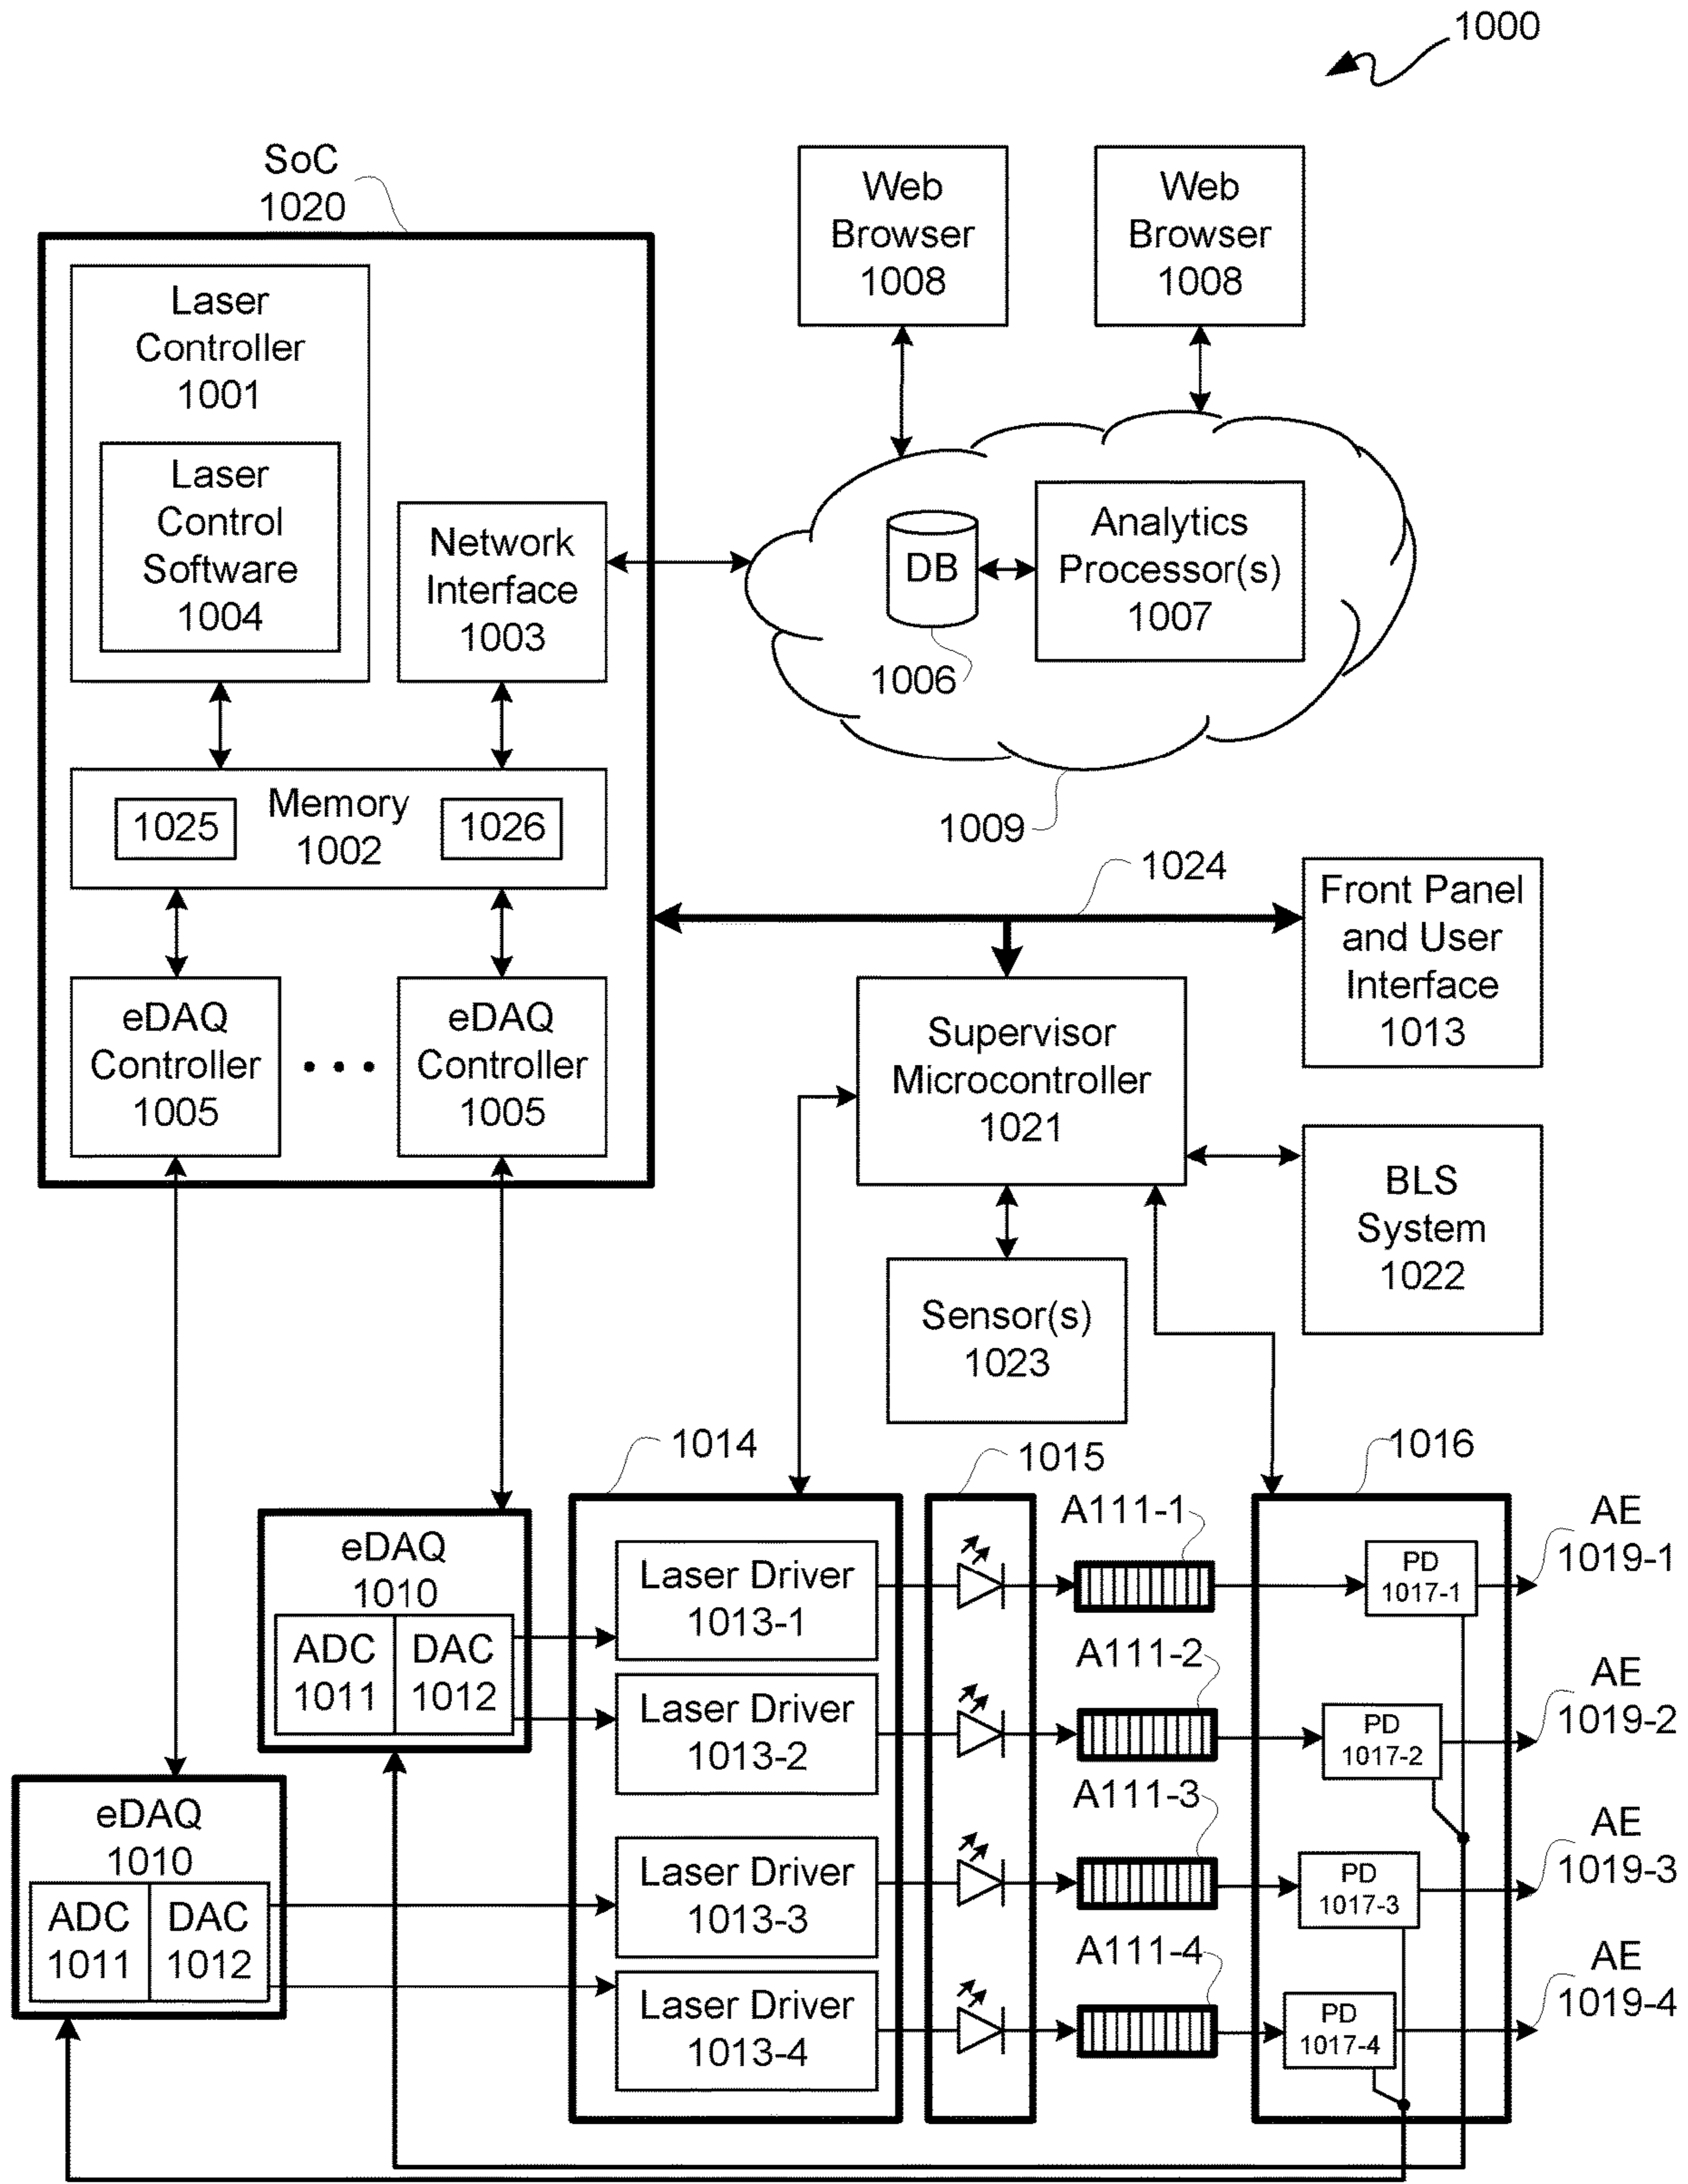 1000
SoC
1020
Web
Browser
1008
Web
Browser
1008
Laser
Controller
1001
Laser
Control
Software
1004
Network
Interface
1003
DB
1006
Analytics
Processor(s)
1007
1009
Memory
1002
1025
1026
1024
Front Panel
and User
Interface
1013
eDAQ
Controller
1005
eDAQ
Controller
1005
Supervisor
Microcontroller
1021
BLS
System
1022
Sensor(s)
1023
1014
1015
1016
eDAQ
1010
ADC
1011
DAC
1012
eDAQ
1010
ADC
1011
DAC
1012
Laser Driver
1013-1
Laser Driver
1013-2
Laser Driver
1013-3
Laser Driver
1013-4
A111-1
A111-2
A111-3
A111-4
PD
1017-1
PD
1017-2
PD
1017-3
PD
1017-4
AE
1019-1
AE
1019-2
AE
1019-3
AE
1019-4